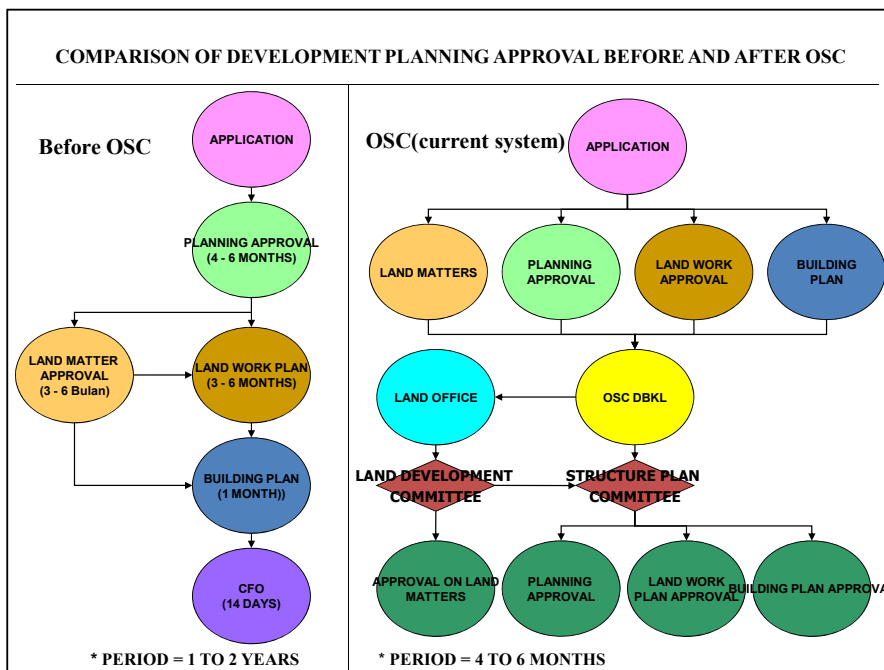 COMPARISON OF DEVELOPMENT PLANNING APPROVAL BEFORE AND AFTER OSC
Before OSC
APPLICATION
PLANNING APPROVAL
(4 - 6 MONTHS)
LAND MATTER
APPROVAL
(3 - 6 Bulan)
LAND WORK PLAN
(3 - 6 MONTHS)
BUILDING PLAN
(1 MONTH))
CFO
(14 DAYS)
* PERIOD = 1 TO 2 YEARS
OSC(current system)
APPLICATION
LAND MATTERS
PLANNING
APPROVAL
LAND WORK
APPROVAL
BUILDING
PLAN
LAND OFFICE
OSC DBKL
LAND DEVELOPMENT
COMMITTEE
STRUCTURE PLAN
COMMITTEE
APPROVAL ON LAND
MATTERS
PLANNING
APPROVAL
LAND WORK
PLAN APPROVAL
BUILDING PLAN APPROVA
* PERIOD = 4 TO 6 MONTHS